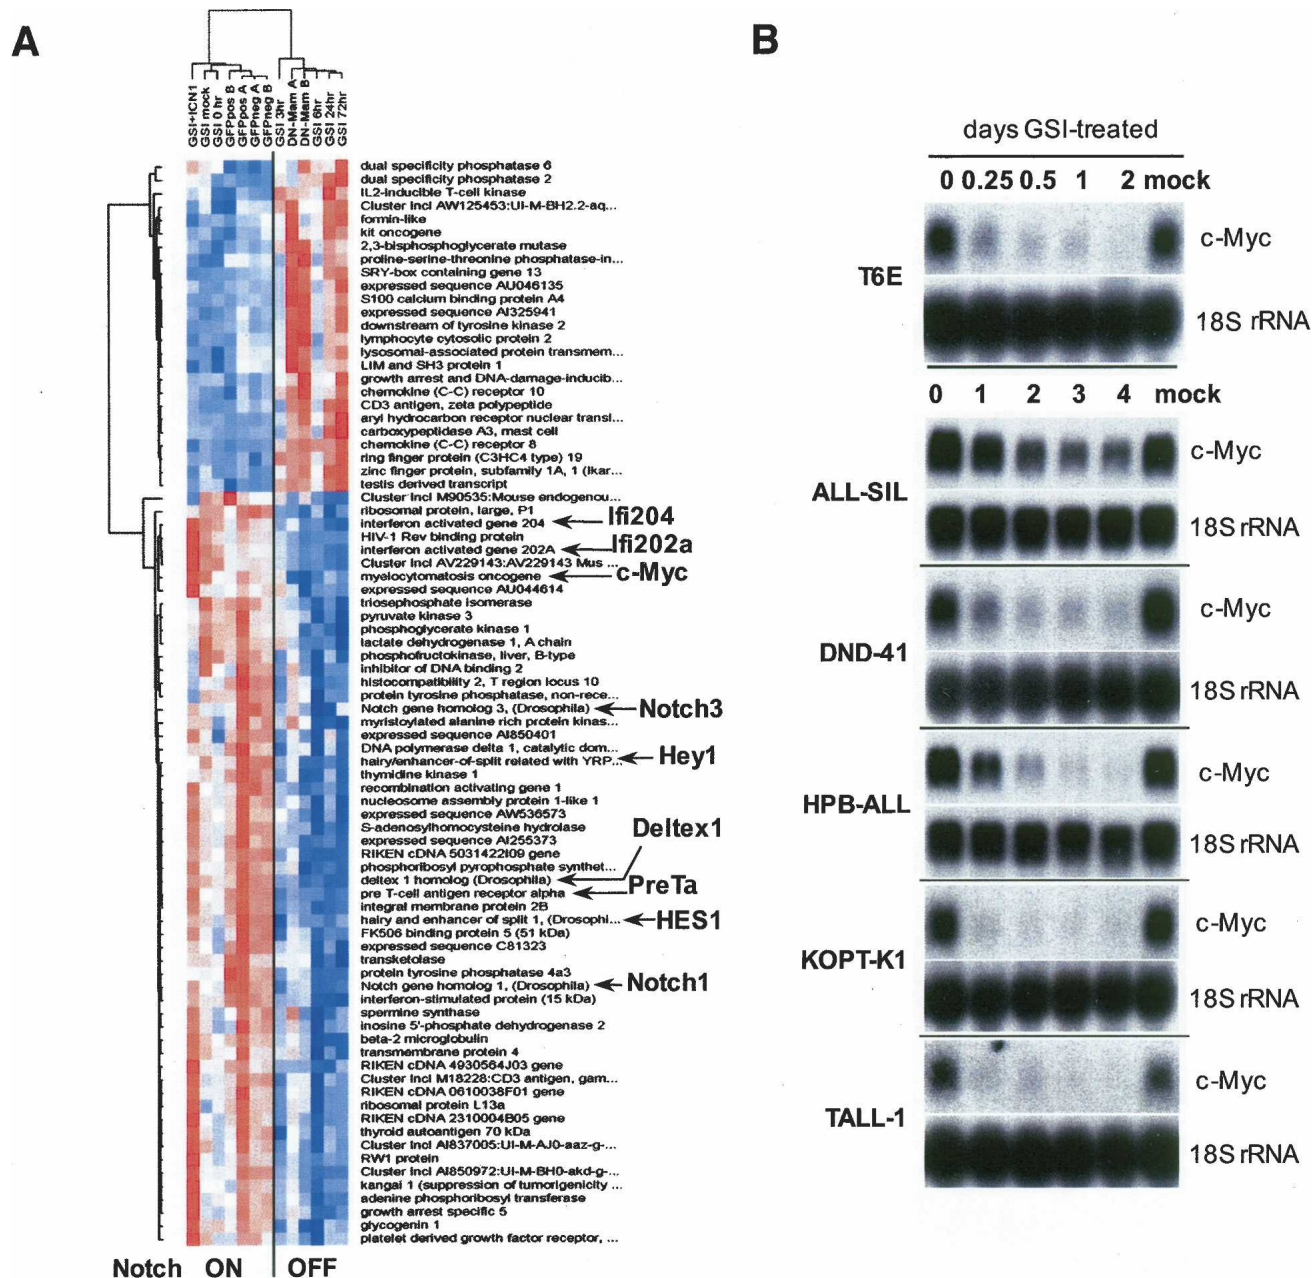 A
GSI+ICN1
GSI mock
GSI 0 hr
GFPpos B
GFPpos A
GFPneg A
GFPneg B
GSI 3hr
DN-Mam A
DN-Mam B
GSI 6hr
GSI 24hr
GSI 72hr
dual specificity phosphatase 6
dual specificity phosphatase 2
IL2-inducible T-cell kinase
Cluster Incl AW125453:UI-M-BH2.2-aq...
formin-like
kit oncogene
2,3-bisphosphoglycerate mutase
proline-serine-threonine phosphatase-in...
SRY-box containing gene 13
expressed sequence AU046135
S100 calcium binding protein A4
expressed sequence AI325941
downstream of tyrosine kinase 2
lymphocyte cytosolic protein 2
lysosomal-associated protein transmem...
LIM and SH3 protein 1
growth arrest and DNA-damage-inducib...
chemokine (C-C) receptor 10
CD3 antigen, zeta polypeptide
aryl hydrocarbon receptor nuclear transl...
carboxypeptidase A3, mast cell
chemokine (C-C) receptor 8
ring finger protein (C3HC4 type) 19
zinc finger protein, subfamily 1A, 1 (Ikar...
testis derived transcript
Cluster Incl M90535:Mouse endogenou...
ribosomal protein, large, P1
interferon activated gene 204
Ifi204
HIV-1 Rev binding protein
interferon activated gene 202A
Ifi202a
Cluster Incl AV229143:AV229143 Mus ...
myelocytomatosis oncogene
c-Myc
expressed sequence AU044614
triosephosphate isomerase
pyruvate kinase 3
phosphoglycerate kinase 1
lactate dehydrogenase 1, A chain
phosphofructokinase, liver, B-type
inhibitor of DNA binding 2
histocompatibility 2, T region locus 10
protein tyrosine phosphatase, non-rece...
Notch gene homolog 3, (Drosophila)
Notch3
myristoylated alanine rich protein kinas...
expressed sequence AI850401
DNA polymerase delta 1, catalytic dom...
hairy/enhancer-of-split related with YRP...
Hey1
thymidine kinase 1
recombination activating gene 1
nucleosome assembly protein 1-like 1
expressed sequence AW536573
S-adenosylhomocysteine hydrolase
expressed sequence AI255373
RIKEN cDNA 5031422I09 gene
phosphoribosyl pyrophosphate synthet...
Deltex1
deltex 1 homolog (Drosophila)
pre T-cell antigen receptor alpha
PreTa
integral membrane protein 2B
hairy and enhancer of split 1, (Drosophi...
HES1
FK506 binding protein 5 (51 kDa)
expressed sequence C81323
transketolase
protein tyrosine phosphatase 4a3
Notch gene homolog 1, (Drosophila)
Notch1
interferon-stimulated protein (15 kDa)
spermine synthase
inosine 5'-phosphate dehydrogenase 2
beta-2 microglobulin
transmembrane protein 4
RIKEN cDNA 4930564J03 gene
Cluster Incl M18228:CD3 antigen, gam...
RIKEN cDNA 0610038F01 gene
ribosomal protein L13a
RIKEN cDNA 2310004B05 gene
thyroid autoantigen 70 kDa
Cluster Incl AI837005:UI-M-AJ0-aaz-g-...
RW1 protein
Cluster Incl AI850972:UI-M-BH0-akd-g-...
kangai 1 (suppression of tumorigenicity ...
adenine phosphoribosyl transferase
growth arrest specific 5
glycogenin 1
platelet derived growth factor receptor, ...
Notch ON OFF
B
days GSI-treated
0 0.25 0.5 1 2 mock
c-Myc
T6E
18S rRNA
0 1 2 3 4 mock
c-Myc
ALL-SIL
18S rRNA
c-Myc
DND-41
18S rRNA
c-Myc
HPB-ALL
18S rRNA
c-Myc
KOPT-K1
18S rRNA
c-Myc
TALL-1
18S rRNA